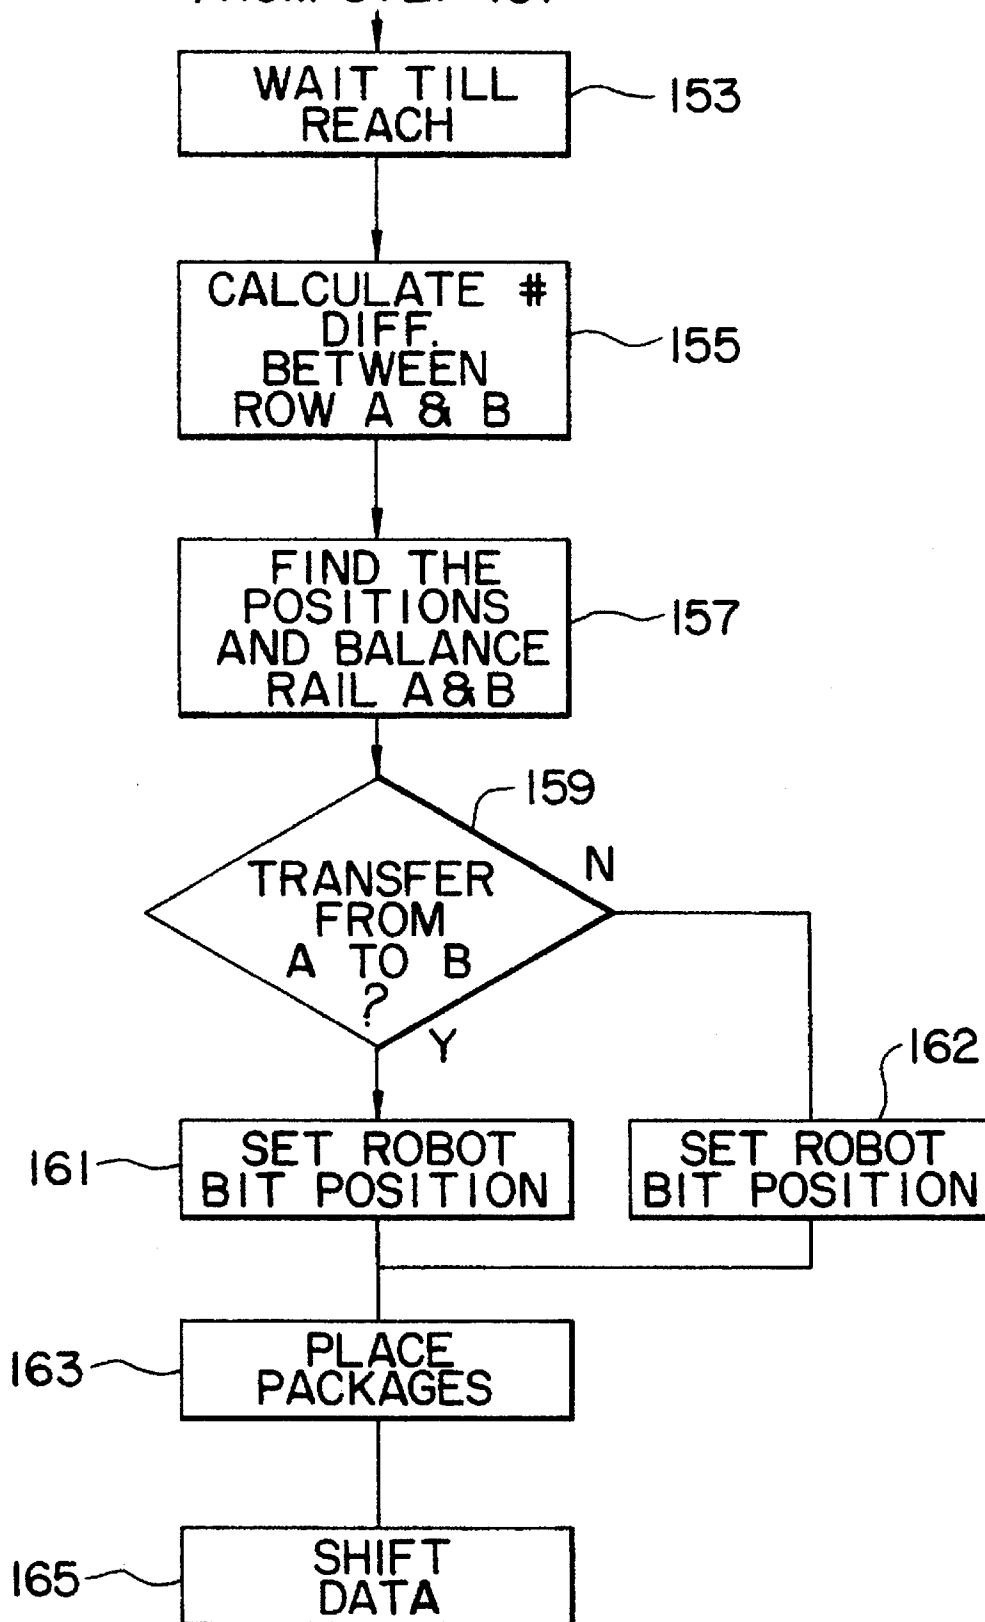 WAIT TILL
REACH
153
CALCULATE #
DIFF.
BETWEEN
ROW A & B
155
FIND THE
POSITIONS
AND BALANCE
RAIL A&B
157
159
TRANSFER
FROM
A TO B
?
N
Y
162
161
SET ROBOT
BIT POSITION
SET ROBOT
BIT POSITION
163
PLACE
PACKAGES
165
SHIFT
DATA